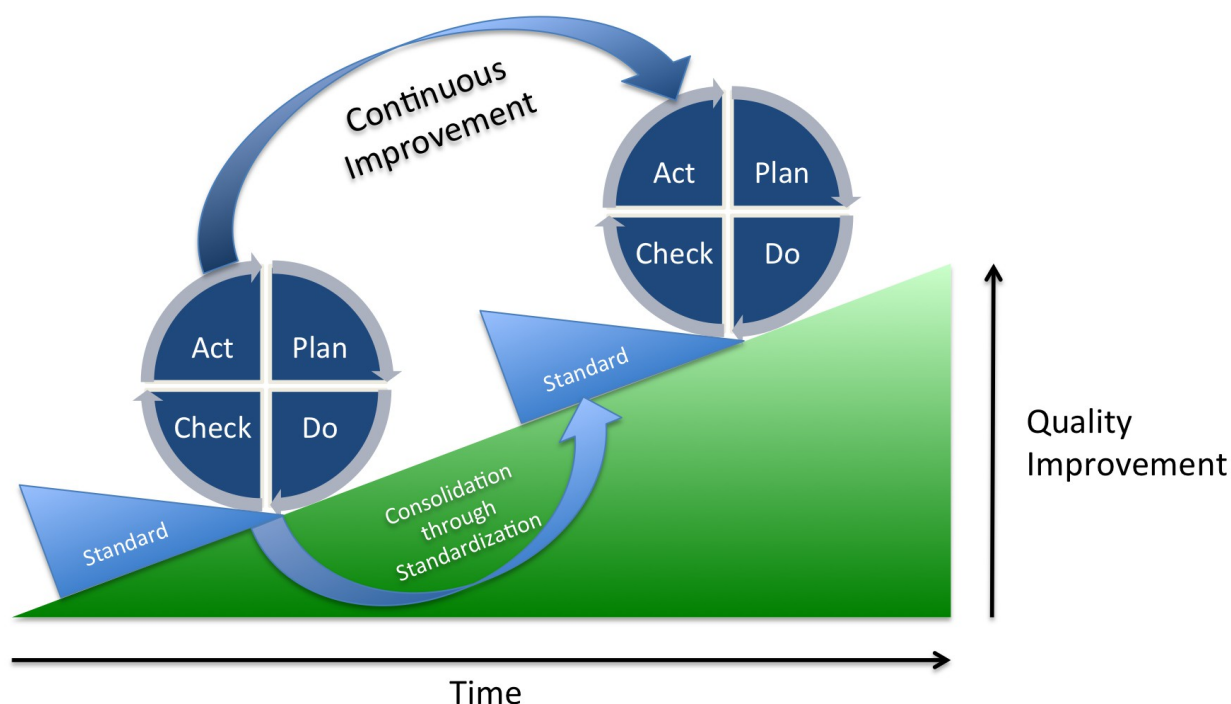 Continuous
Improvement
Act
Plan
Check
Do
Act
Plan
Check
Do
Standard
Standard
Consolidation
through
Standardization
Quality
Improvement
Time